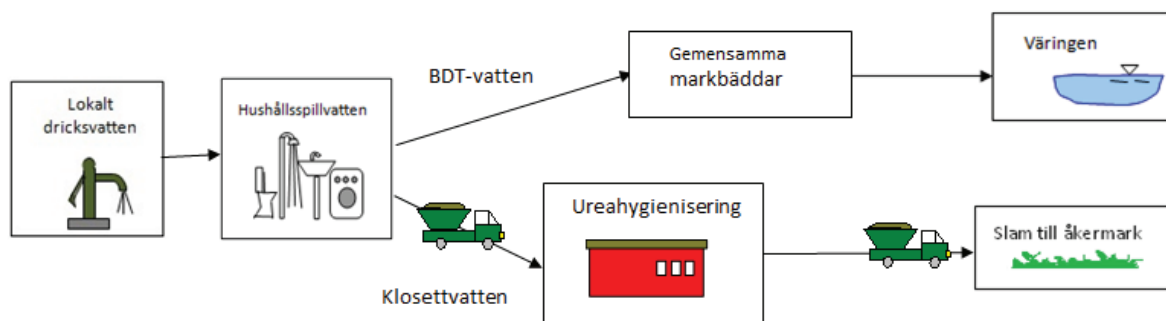 Lokalt
dricksvatten
Hushållsspillvatten
BDT-vatten
Gemensamma
markbäddar
Väringen
Klosettvatten
Ureahygienisering
Slam till åkermark